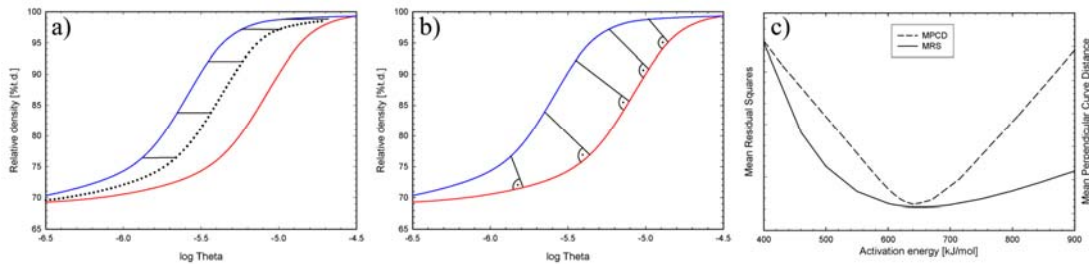 a)
100
95
90
85
80
75
70
65
Relative density [%t.d.]
-6.5
-6.0
-5.5
-5.0
-4.5
log Theta
b)
100
95
90
85
80
75
70
65
Relative density [%t.d.]
-6.5
-6.0
-5.5
-5.0
-4.5
log Theta
c)
MPCD
MRS
Mean Residual Squares
Mean Perpendicular Curve Distance
400
500
600
700
800
900
Activation energy [kJ/mol]